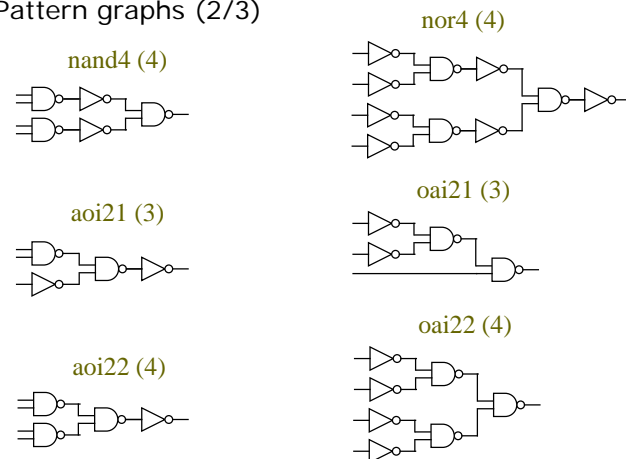 Pattern graphs (2/3)
nor4 (4)
nand4 (4)
aoi21 (3)
oai21 (3)
oai22 (4)
aoi22 (4)